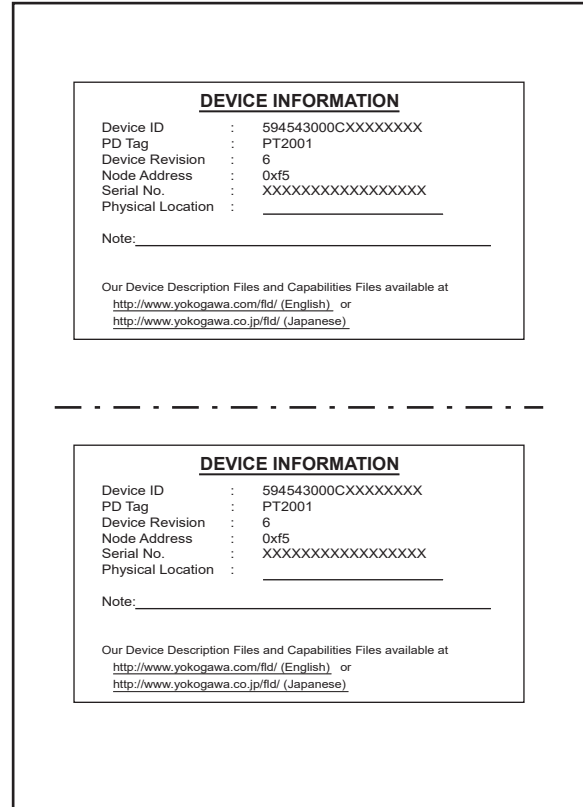 DEVICE INFORMATION
Device ID : 594543000CXXXXXXXX
PD Tag : PT2001
Device Revision : 6
Node Address : 0xf5
Serial No. : XXXXXXXXXXXXXXXXX
Physical Location :
Note:
Our Device Description Files and Capabilities Files available at
http://www.yokogawa.com/fld/ (English) or
http://www.yokogawa.co.jp/fld/ (Japanese)
DEVICE INFORMATION
Device ID : 594543000CXXXXXXXX
PD Tag : PT2001
Device Revision : 6
Node Address : 0xf5
Serial No. : XXXXXXXXXXXXXXXXX
Physical Location :
Note:
Our Device Description Files and Capabilities Files available at
http://www.yokogawa.com/fld/ (English) or
http://www.yokogawa.co.jp/fld/ (Japanese)